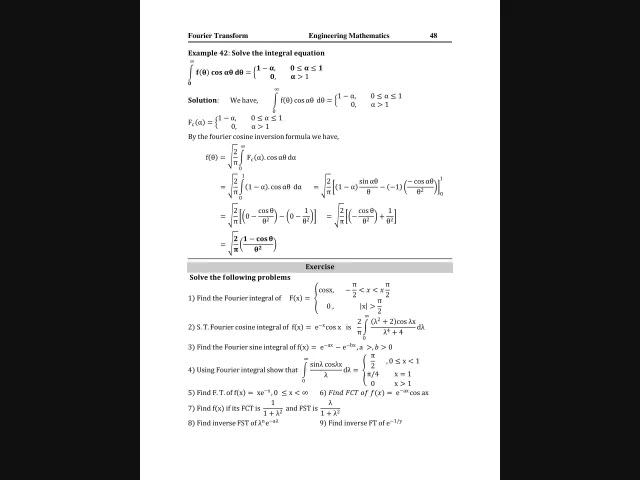 Fourier Transform Engineering Mathematics 48
Example 42: Solve the integral equation
∫₀^∞ f(θ) cos αθ dθ = {1 − α, 0 ≤ α ≤ 1
0, α > 1
Solution: We have, ∫₀^∞ f(θ) cos αθ dθ = {1 − α, 0 ≤ α ≤ 1
0, α > 1
F_c(α) = {1 − α, 0 ≤ α ≤ 1
0, α > 1
By the fourier cosine inversion formula we have,
f(θ) = √(2/π) ∫₀^∞ F_c(α). cos αθ dα
= √(2/π) ∫₀^1 (1 − α). cos αθ dα = √(2/π) [(1 − α) sin αθ/θ − (−1) (− cos αθ/θ²)]₀^1
= √(2/π) [(0 − cos θ/θ²) − (0 − 1/θ²)] = √(2/π) [(− cos θ/θ²) + 1/θ²]
= √(2/π) (1 − cos θ/θ²)
Exercise
Solve the following problems
1) Find the Fourier integral of F(x) = {cosx, − π/2 < x < π/2
0 , |x| > π/2
2) S. T. Fourier cosine integral of f(x) = e^−x cos x is 2/π ∫₀^∞ (λ² + 2)cos λx/λ⁴ + 4 dλ
3) Find the Fourier sine integral of f(x) = e^−ax − e^−bx, a >, b > 0
4) Using Fourier integral show that ∫₀^∞ sinλ cosλx/λ dλ = {π/2 , 0 ≤ x < 1
π/4 x = 1
0 x > 1
5) Find F. T. of f(x) = xe^−x, 0 ≤ x < ∞ 6) Find FCT of f(x) = e^−ax cos ax
7) Find f(x) if its FCT is 1/1 + λ² and FST is λ/1 + λ²
8) Find inverse FST of λⁿe^−aλ 9) Find inverse FT of e^−1/y